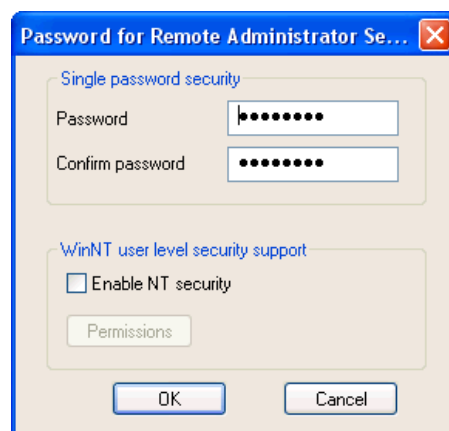 Password for Remote Administrator Se...
Single password security
Password
••••••••
Confirm password
••••••••
WinNT user level security support
Enable NT security
Permissions
OK Cancel